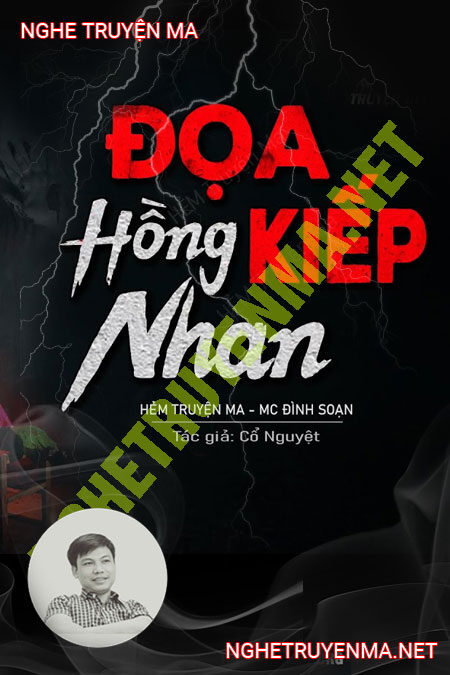 NGHE TRUYỆN MA
ĐỌA
Hồng KIẾP
Nhan
HẺM TRUYỆN MA - MC ĐÌNH SOẠN
Tác giả: Cổ Nguyệt
NGHETRUYENMA.NET
NGHETRUYENMA.NET